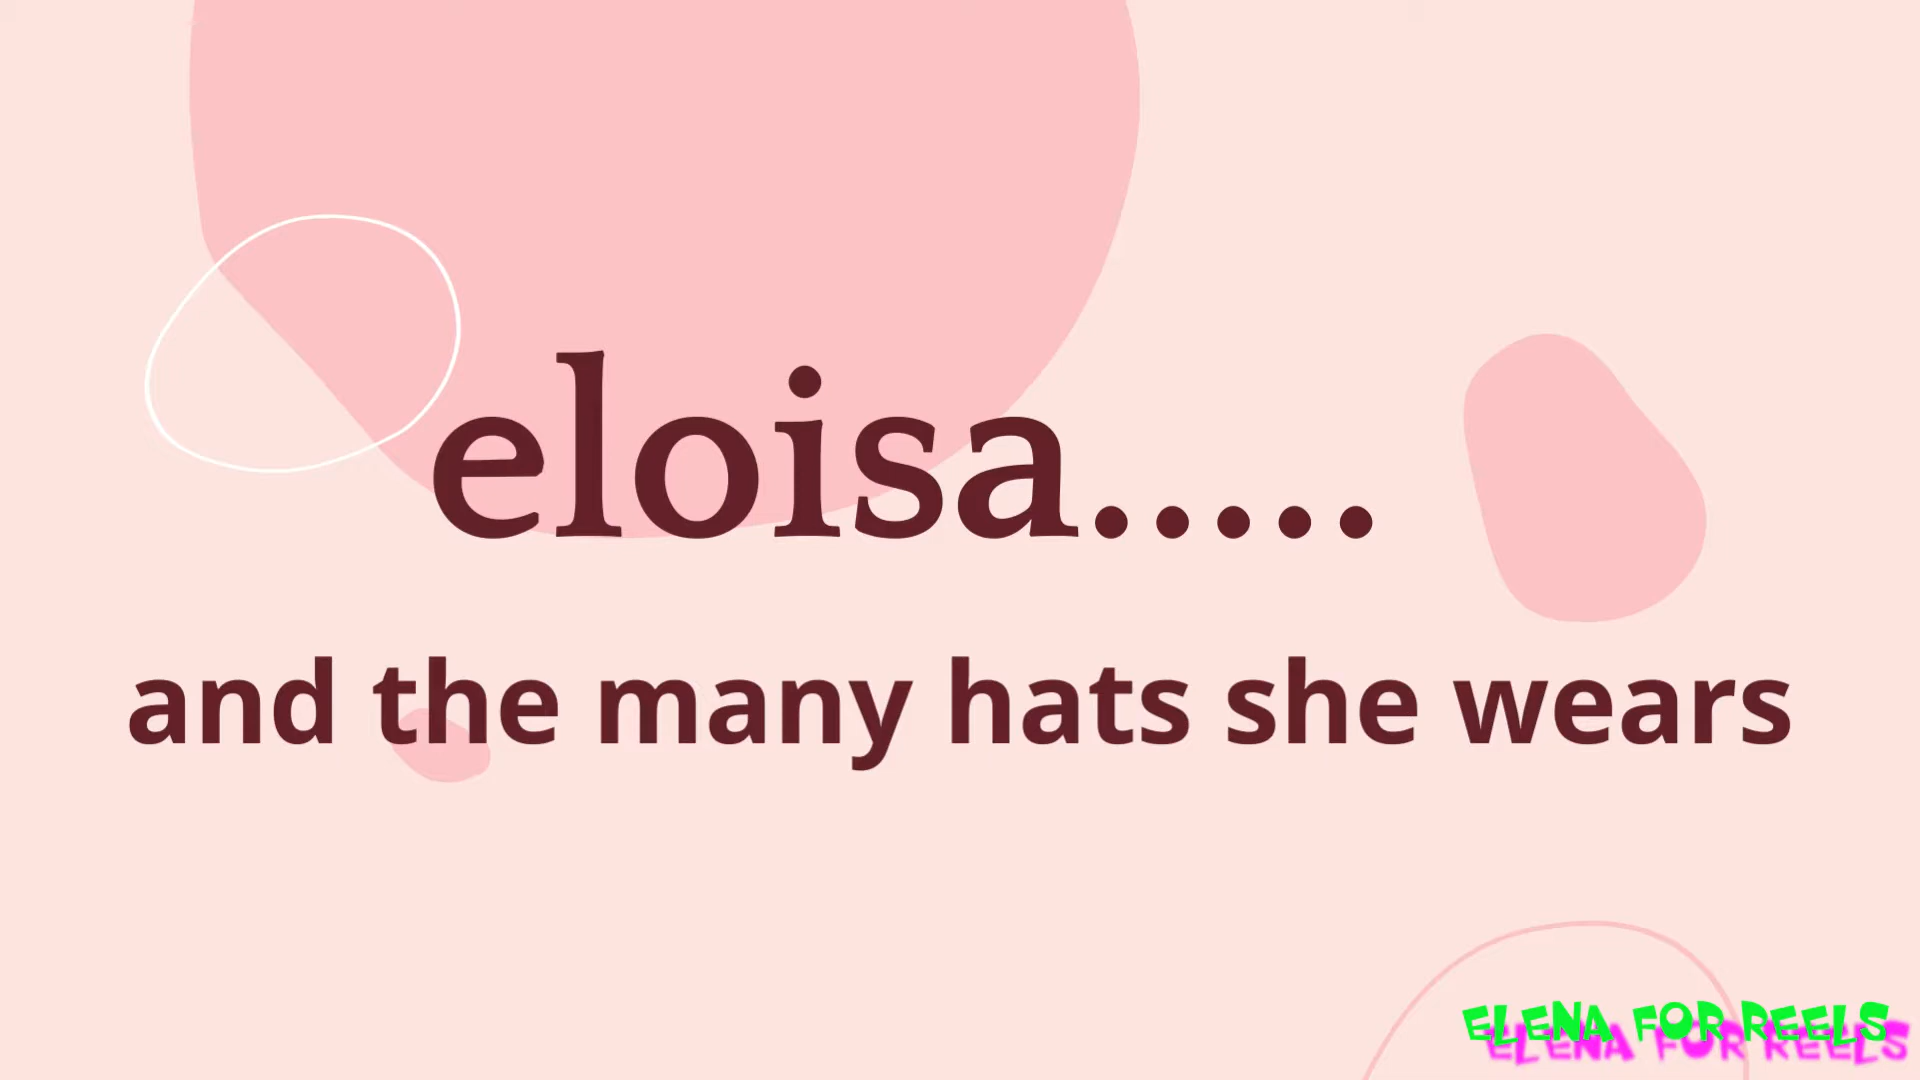 eloisa.....
and the many hats she wears
ELENA FOR REELS